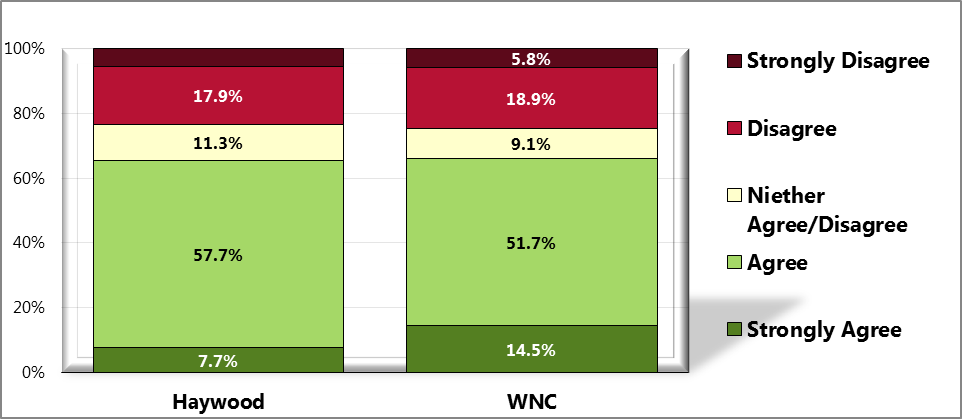 100%
80%
60%
40%
20%
0%
17.9%
11.3%
57.7%
7.7%
5.8%
18.9%
9.1%
51.7%
14.5%
Haywood
WNC
Strongly Disagree
Disagree
Niether
Agree/Disagree
Agree
Strongly Agree